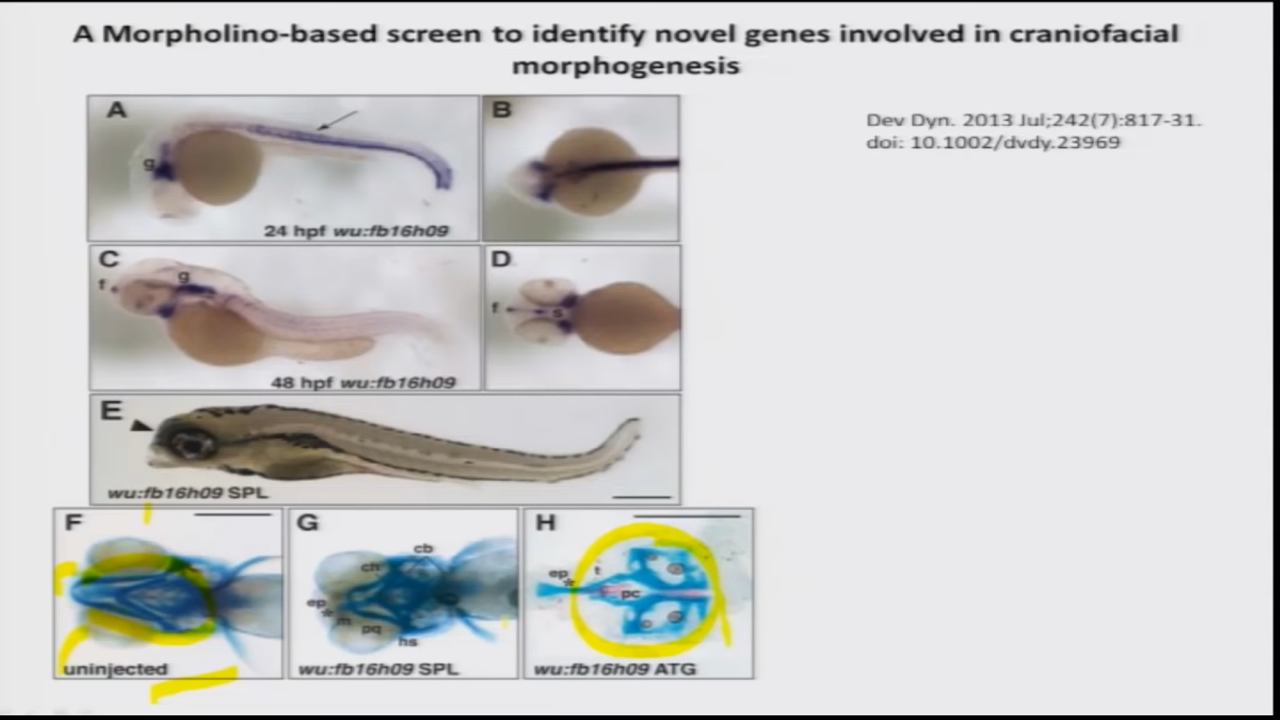 A Morpholino-based screen to identify novel genes involved in craniofacial
morphogenesis
Dev Dyn. 2013 Jul;242(7):817-31.
doi: 10.1002/dvdy.23969
A
g
24 hpf wu:fb16h09
B
C
f
g
48 hpf wu:fb16h09
D
f
s
E
wu:fb16h09 SPL
F
uninjected
G
cb
ch
ep
*
m
pq
hs
wu:fb16h09 SPL
H
ep
*
t
pc
wu:fb16h09 ATG